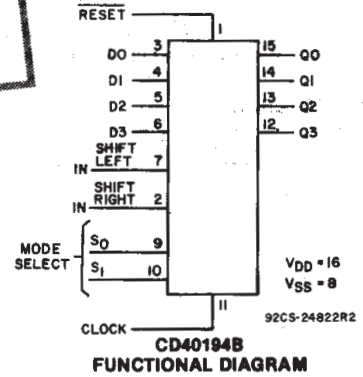 RESET
1
D0 3 15 Q0
D1 4 14 Q1
D2 5 13 Q2
D3 6 12 Q3
SHIFT
LEFT
IN 7
SHIFT
RIGHT
IN 2
MODE
SELECT
S0 9
S1 10
VDD = 16
VSS = 8
11
CLOCK
92CS-24822R2
CD40194B
FUNCTIONAL DIAGRAM